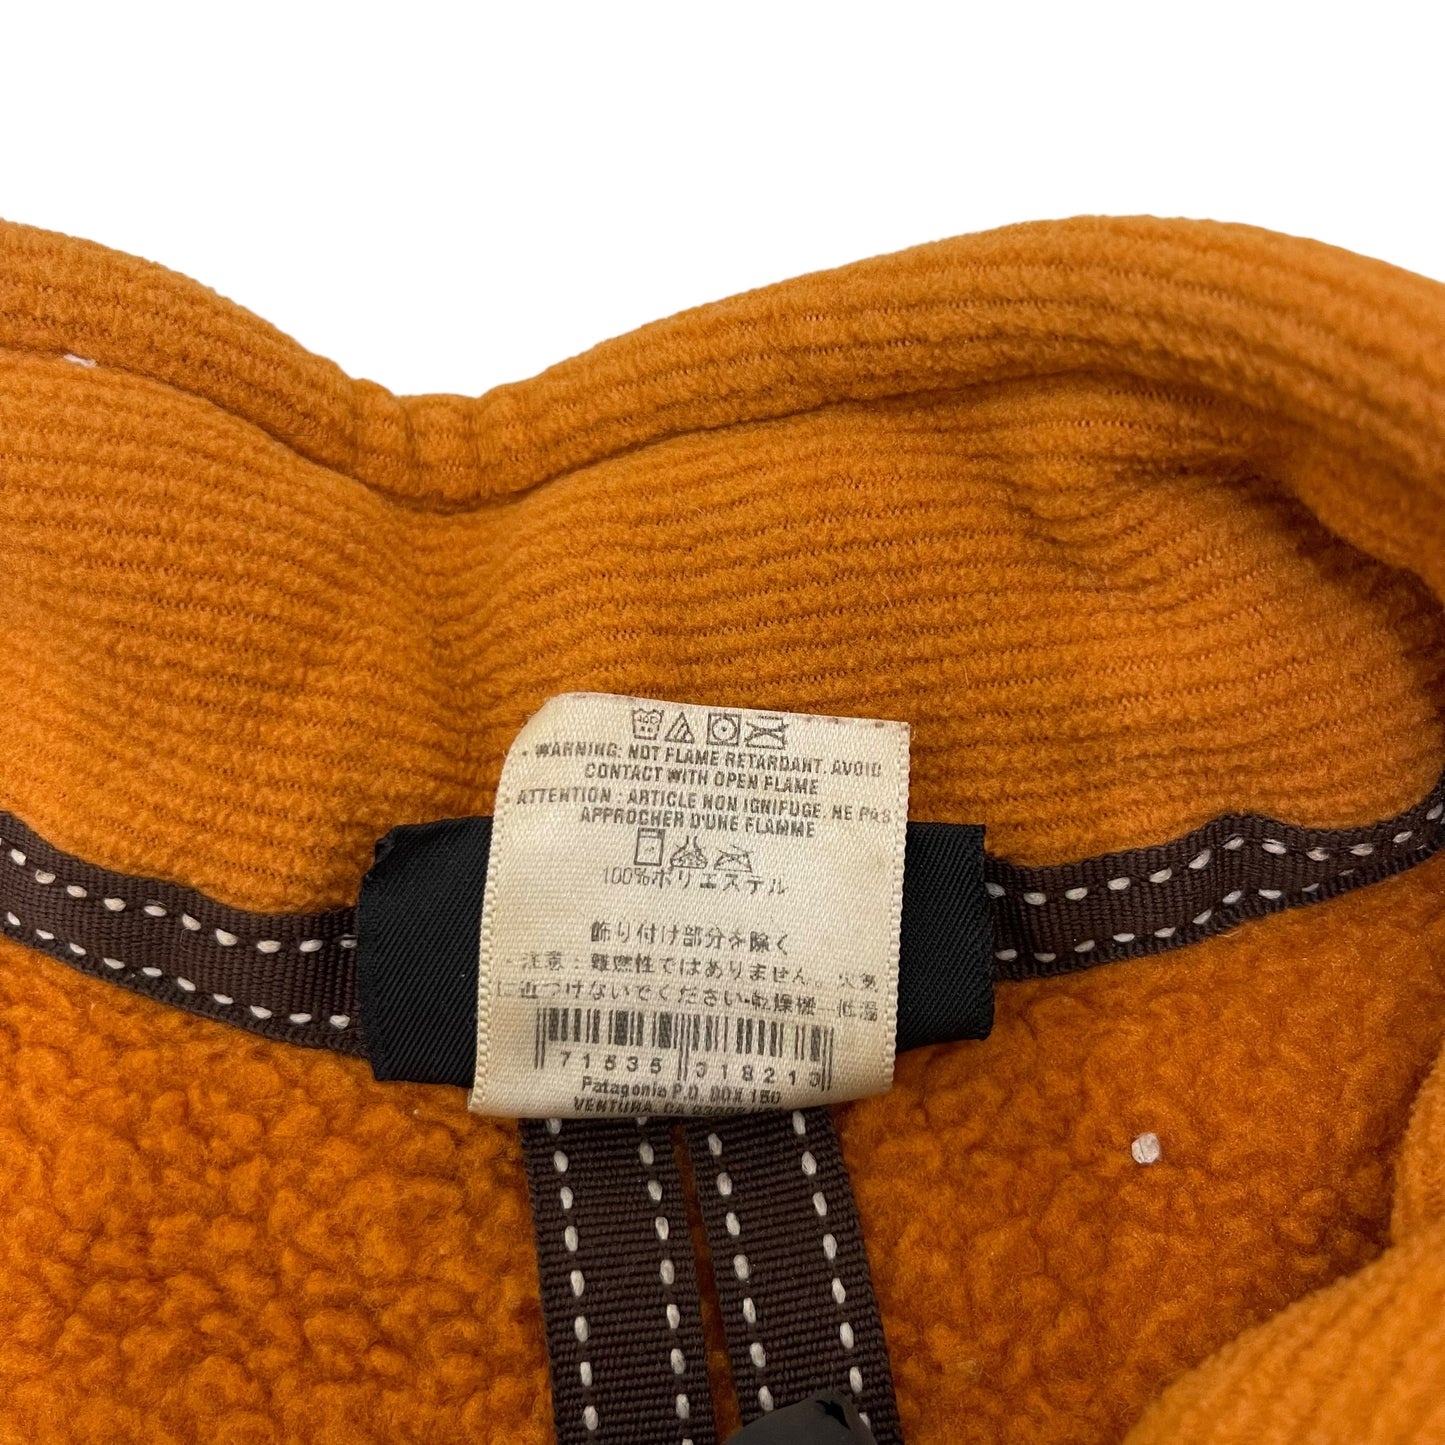 • WARNING: NOT FLAME RETARDANT. AVOID
CONTACT WITH OPEN FLAME
• ATTENTION : ARTICLE NON IGNIFUGE. NE PAS
APPROCHER D'UNE FLAMME
100%ポリエステル
飾り付け部分を除く
・注意：難燃性ではありません。火気
に近づけないでください・乾燥機－低温
71535 318213
Patagonia P.O. BOX 150
VENTURA, CA 93002